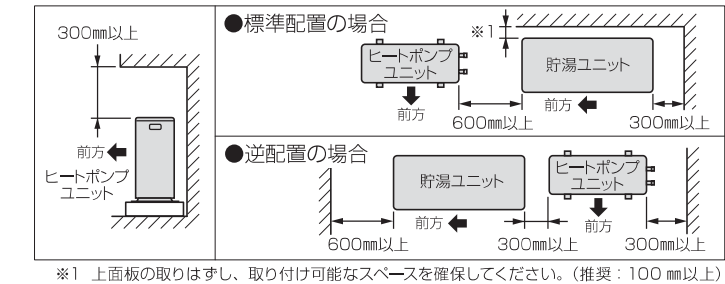 300㎜以上
前方
ヒートポンプ
ユニット
●標準配置の場合
※1
ヒートポンプ
ユニット
貯湯ユニット
前方
前方
600㎜以上
300㎜以上
●逆配置の場合
貯湯ユニット
ヒートポンプ
ユニット
前方
前方
600㎜以上
300㎜以上
300㎜以上
※1 上面板の取りはずし、取り付け可能なスペースを確保してください。(推奨:100 ㎜以上)